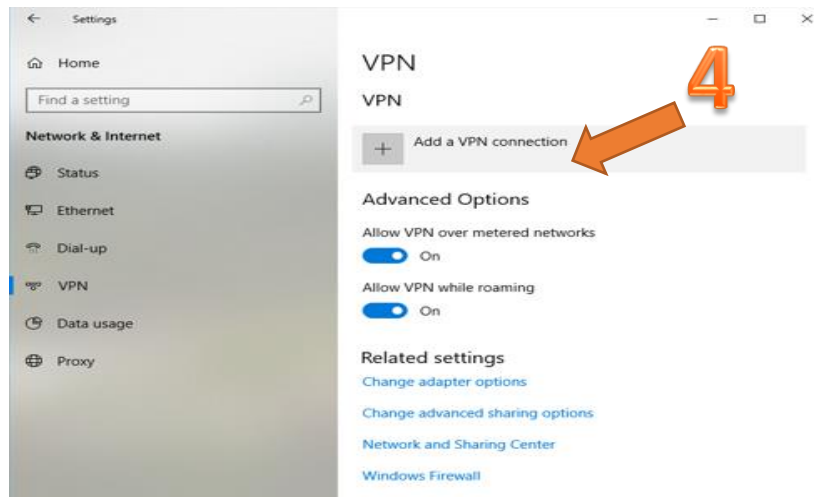 Settings
Home
Find a setting
Network & Internet
Status
Ethernet
Dial-up
VPN
Data usage
Proxy
VPN
VPN
4
Add a VPN connection
Advanced Options
Allow VPN over metered networks
On
Allow VPN while roaming
On
Related settings
Change adapter options
Change advanced sharing options
Network and Sharing Center
Windows Firewall